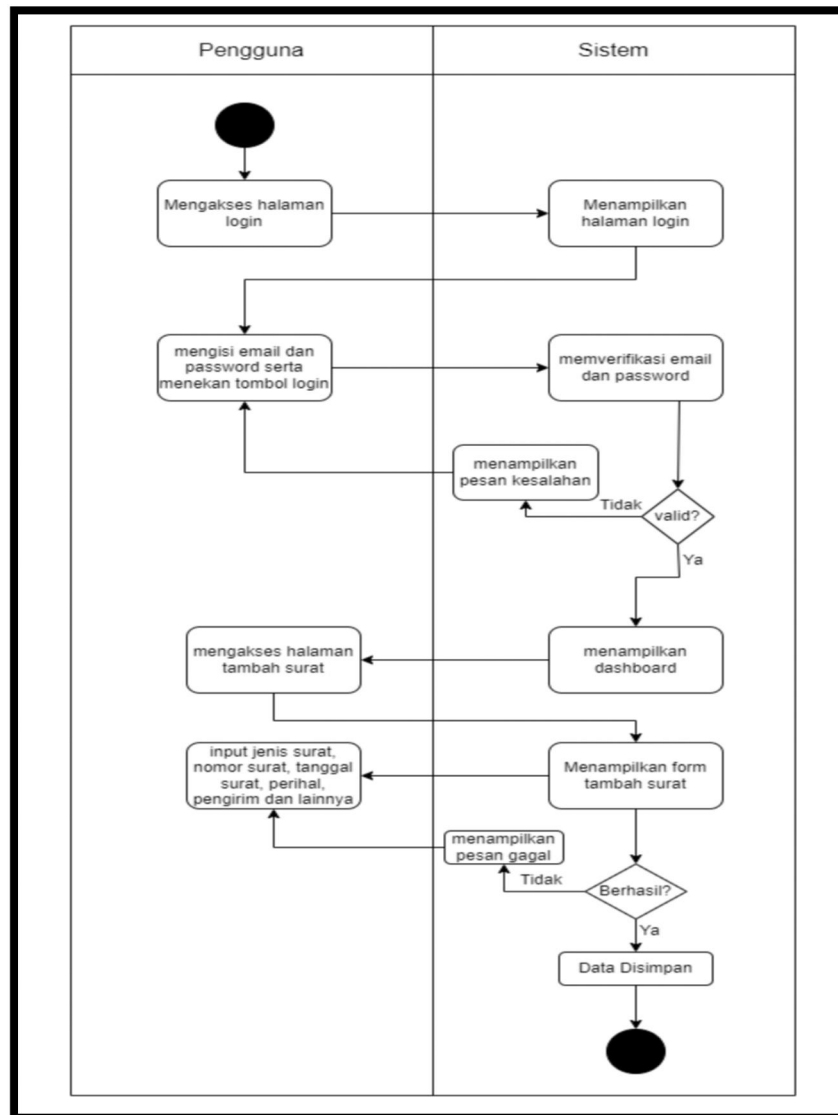 Pengguna
Sistem
Mengakses halaman
login
Menampilkan
halaman login
mengisi email dan
password serta
menekan tombol login
memverifikasi email
dan password
menampilkan
pesan kesalahan
Tidak
valid?
Ya
mengakses halaman
tambah surat
menampilkan
dashboard
input jenis surat,
nomor surat, tanggal
surat, perihal,
pengirim dan lainnya
Menampilkan form
tambah surat
menampilkan
pesan gagal
Tidak
Berhasil?
Ya
Data Disimpan